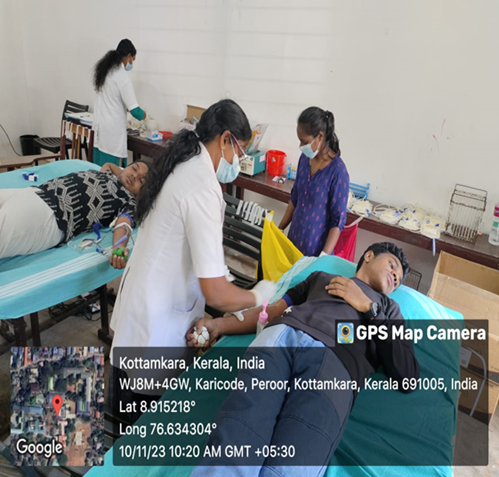 GPS Map Camera
Kottamkara, Kerala, India
WJ8M+4GW, Karicode, Peroor, Kottamkara, Kerala 691005, India
Lat 8.915218°
Long 76.634304°
10/11/23 10:20 AM GMT +05:30
Google